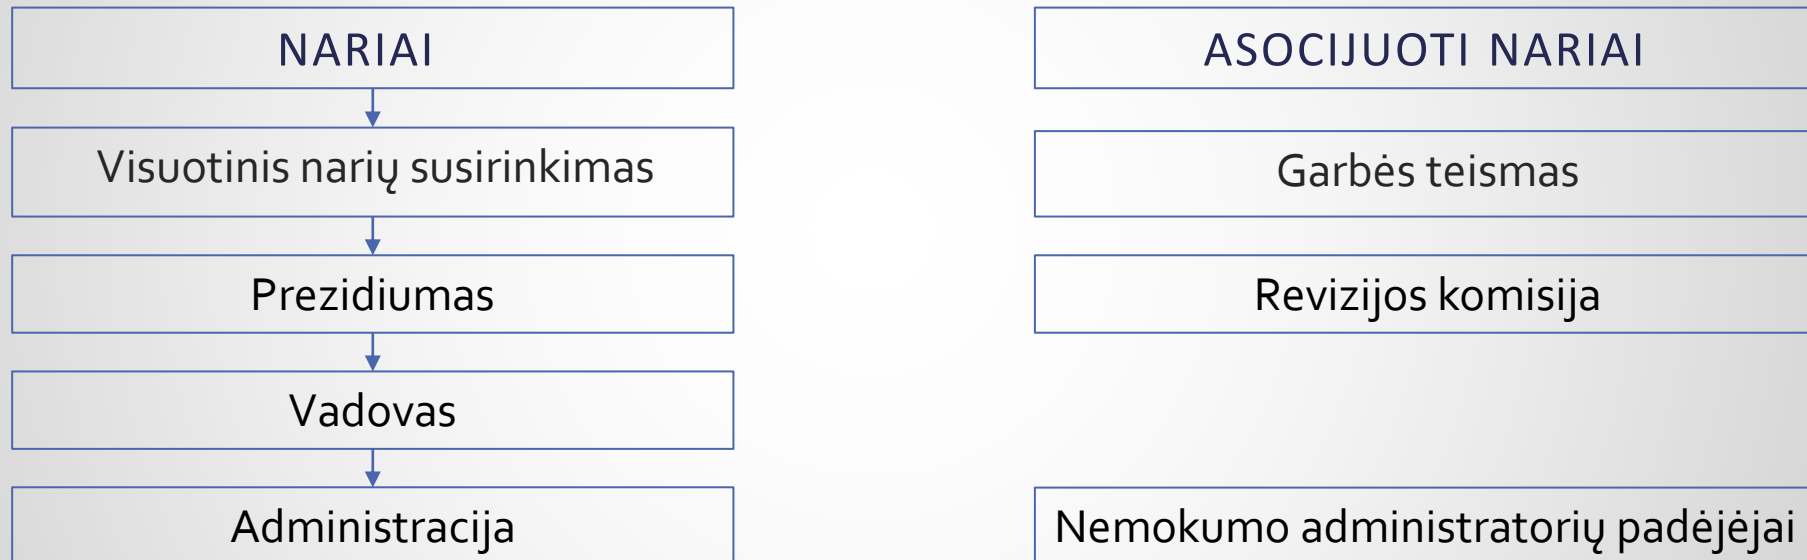 NARIAI
Visuotinis narių susirinkimas
Prezidiumas
Vadovas
Administracija
ASOCIJUOTI NARIAI
Garbės teismas
Revizijos komisija
Nemokumo administratorių padėjėjai